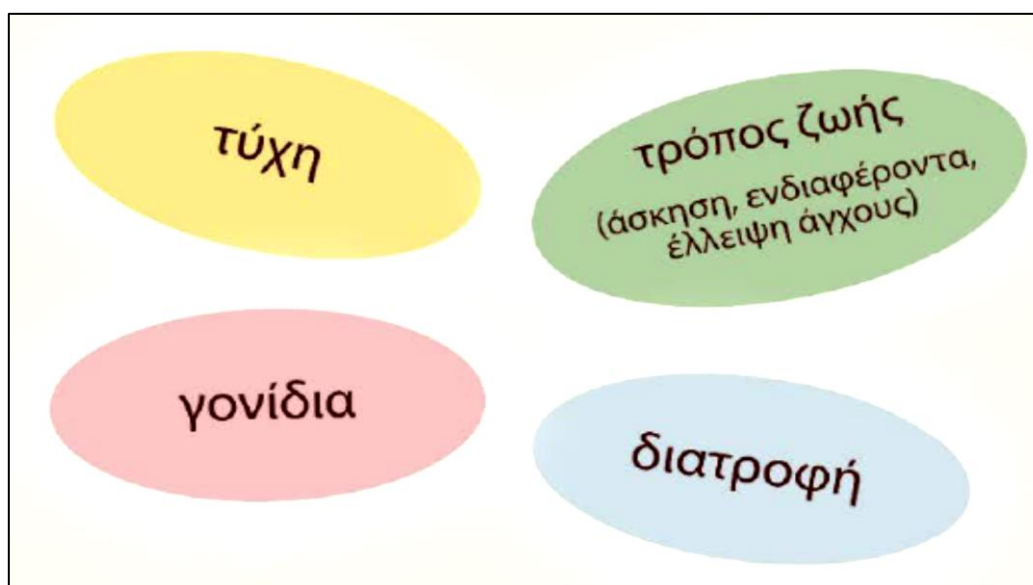 τύχη
τρόπος ζωής
(άσκηση, ενδιαφέροντα,
έλλειψη άγχους)
γονίδια
διατροφή